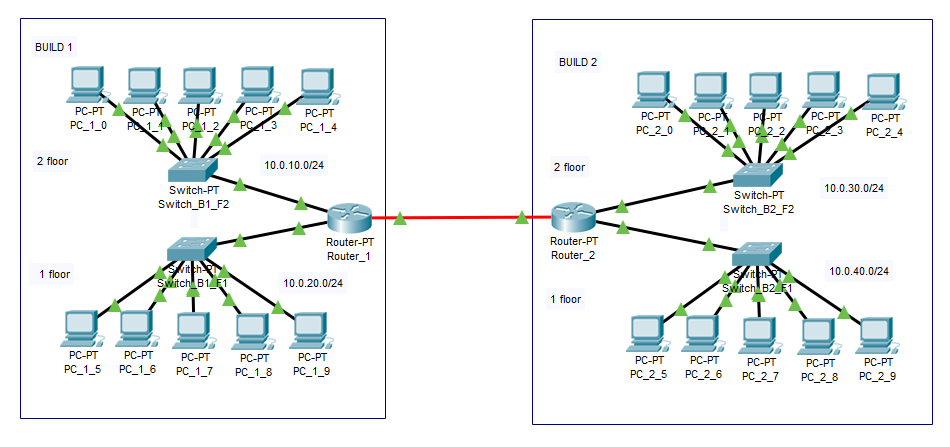 BUILD 1
PC-PT
PC_1_0
PC-PT
PC_1_1
PC-PT
PC_1_2
PC-PT
PC_1_3
PC-PT
PC_1_4
2 floor
10.0.10.0/24
Switch-PT
Switch_B1_F2
Router-PT
Router_1
Switch-PT
Switch_B1_F1
1 floor
10.0.20.0/24
PC-PT
PC_1_5
PC-PT
PC_1_6
PC-PT
PC_1_7
PC-PT
PC_1_8
PC-PT
PC_1_9
BUILD 2
PC-PT
PC_2_0
PC-PT
PC_2_1
PC-PT
PC_2_2
PC-PT
PC_2_3
PC-PT
PC_2_4
2 floor
Switch-PT
Switch_B2_F2
10.0.30.0/24
Router-PT
Router_2
Switch-PT
Switch_B2_F1
10.0.40.0/24
1 floor
PC-PT
PC_2_5
PC-PT
PC_2_6
PC-PT
PC_2_7
PC-PT
PC_2_8
PC-PT
PC_2_9